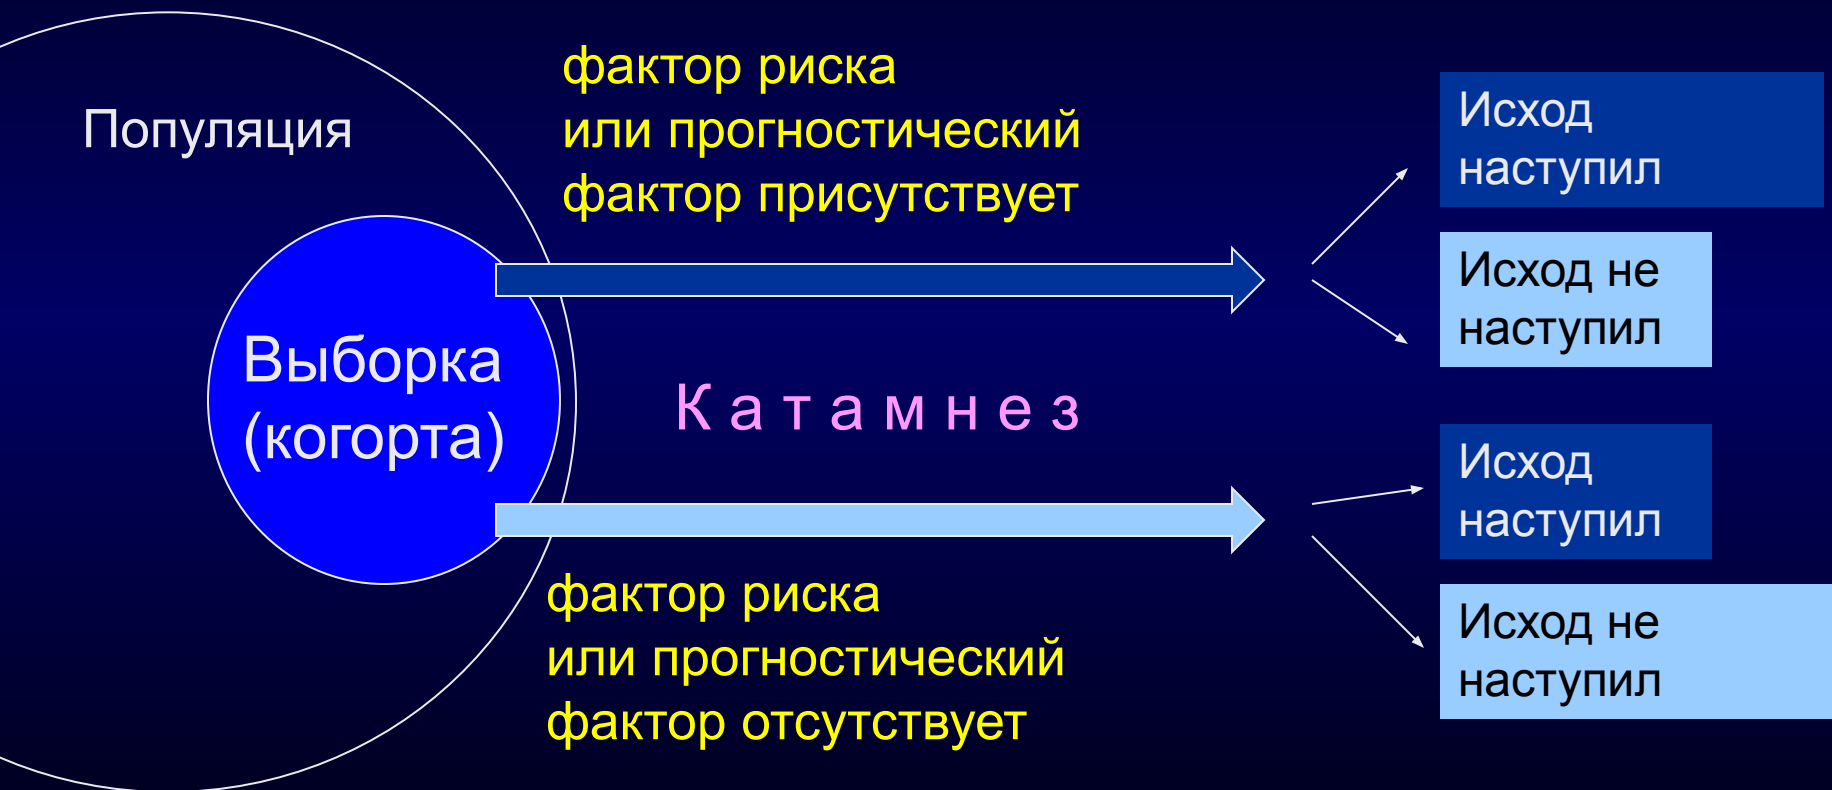 Популяция
Выборка
(когорта)
фактор риска
или прогностический
фактор присутствует
К а т а м н е з
фактор риска
или прогностический
фактор отсутствует
Исход
наступил
Исход не
наступил
Исход
наступил
Исход не
наступил